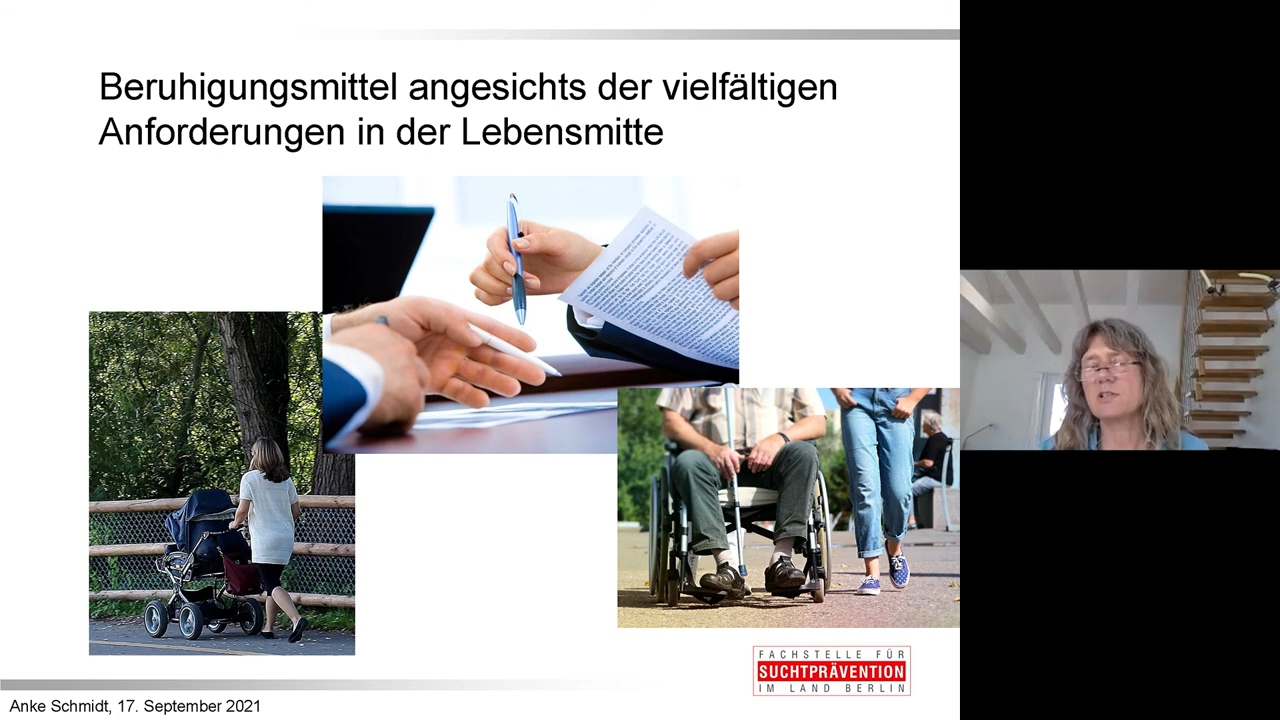 Beruhigungsmittel angesichts der vielfältigen
Anforderungen in der Lebensmitte
FACHSTELLE FÜR
SUCHTPRÄVENTION
IM LAND BERLIN
Anke Schmidt, 17. September 2021